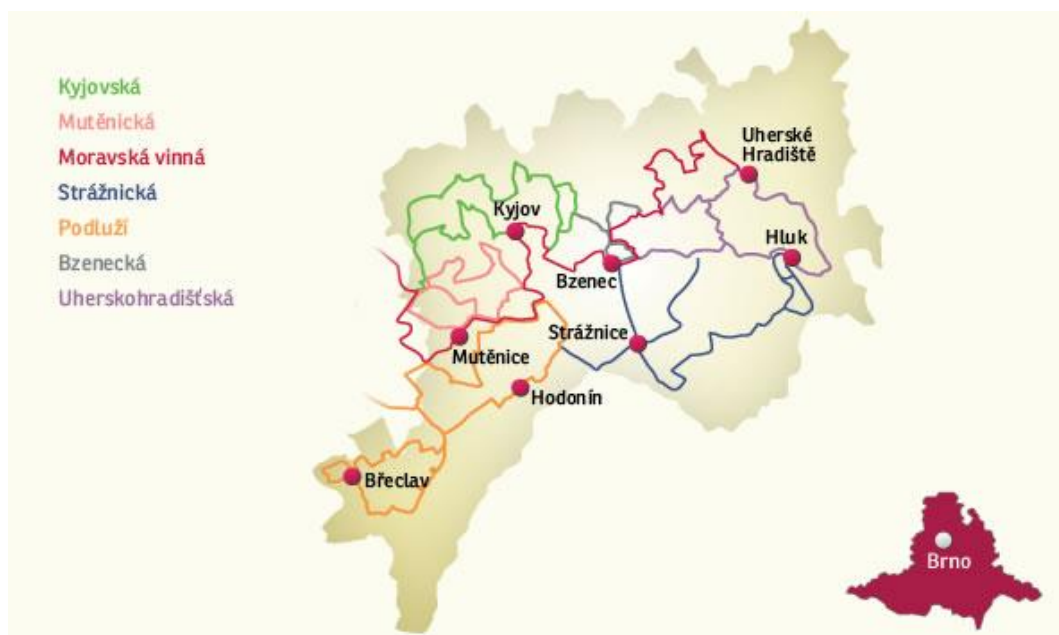 Kyjovská
Mutěnická
Moravská vinná
Strážnická
Podluží
Bzenecká
Uherskohradišťská
Uherské
Hradiště
Kyjov
Hluk
Bzenec
Strážnice
Mutěnice
Hodonín
Břeclav
Brno